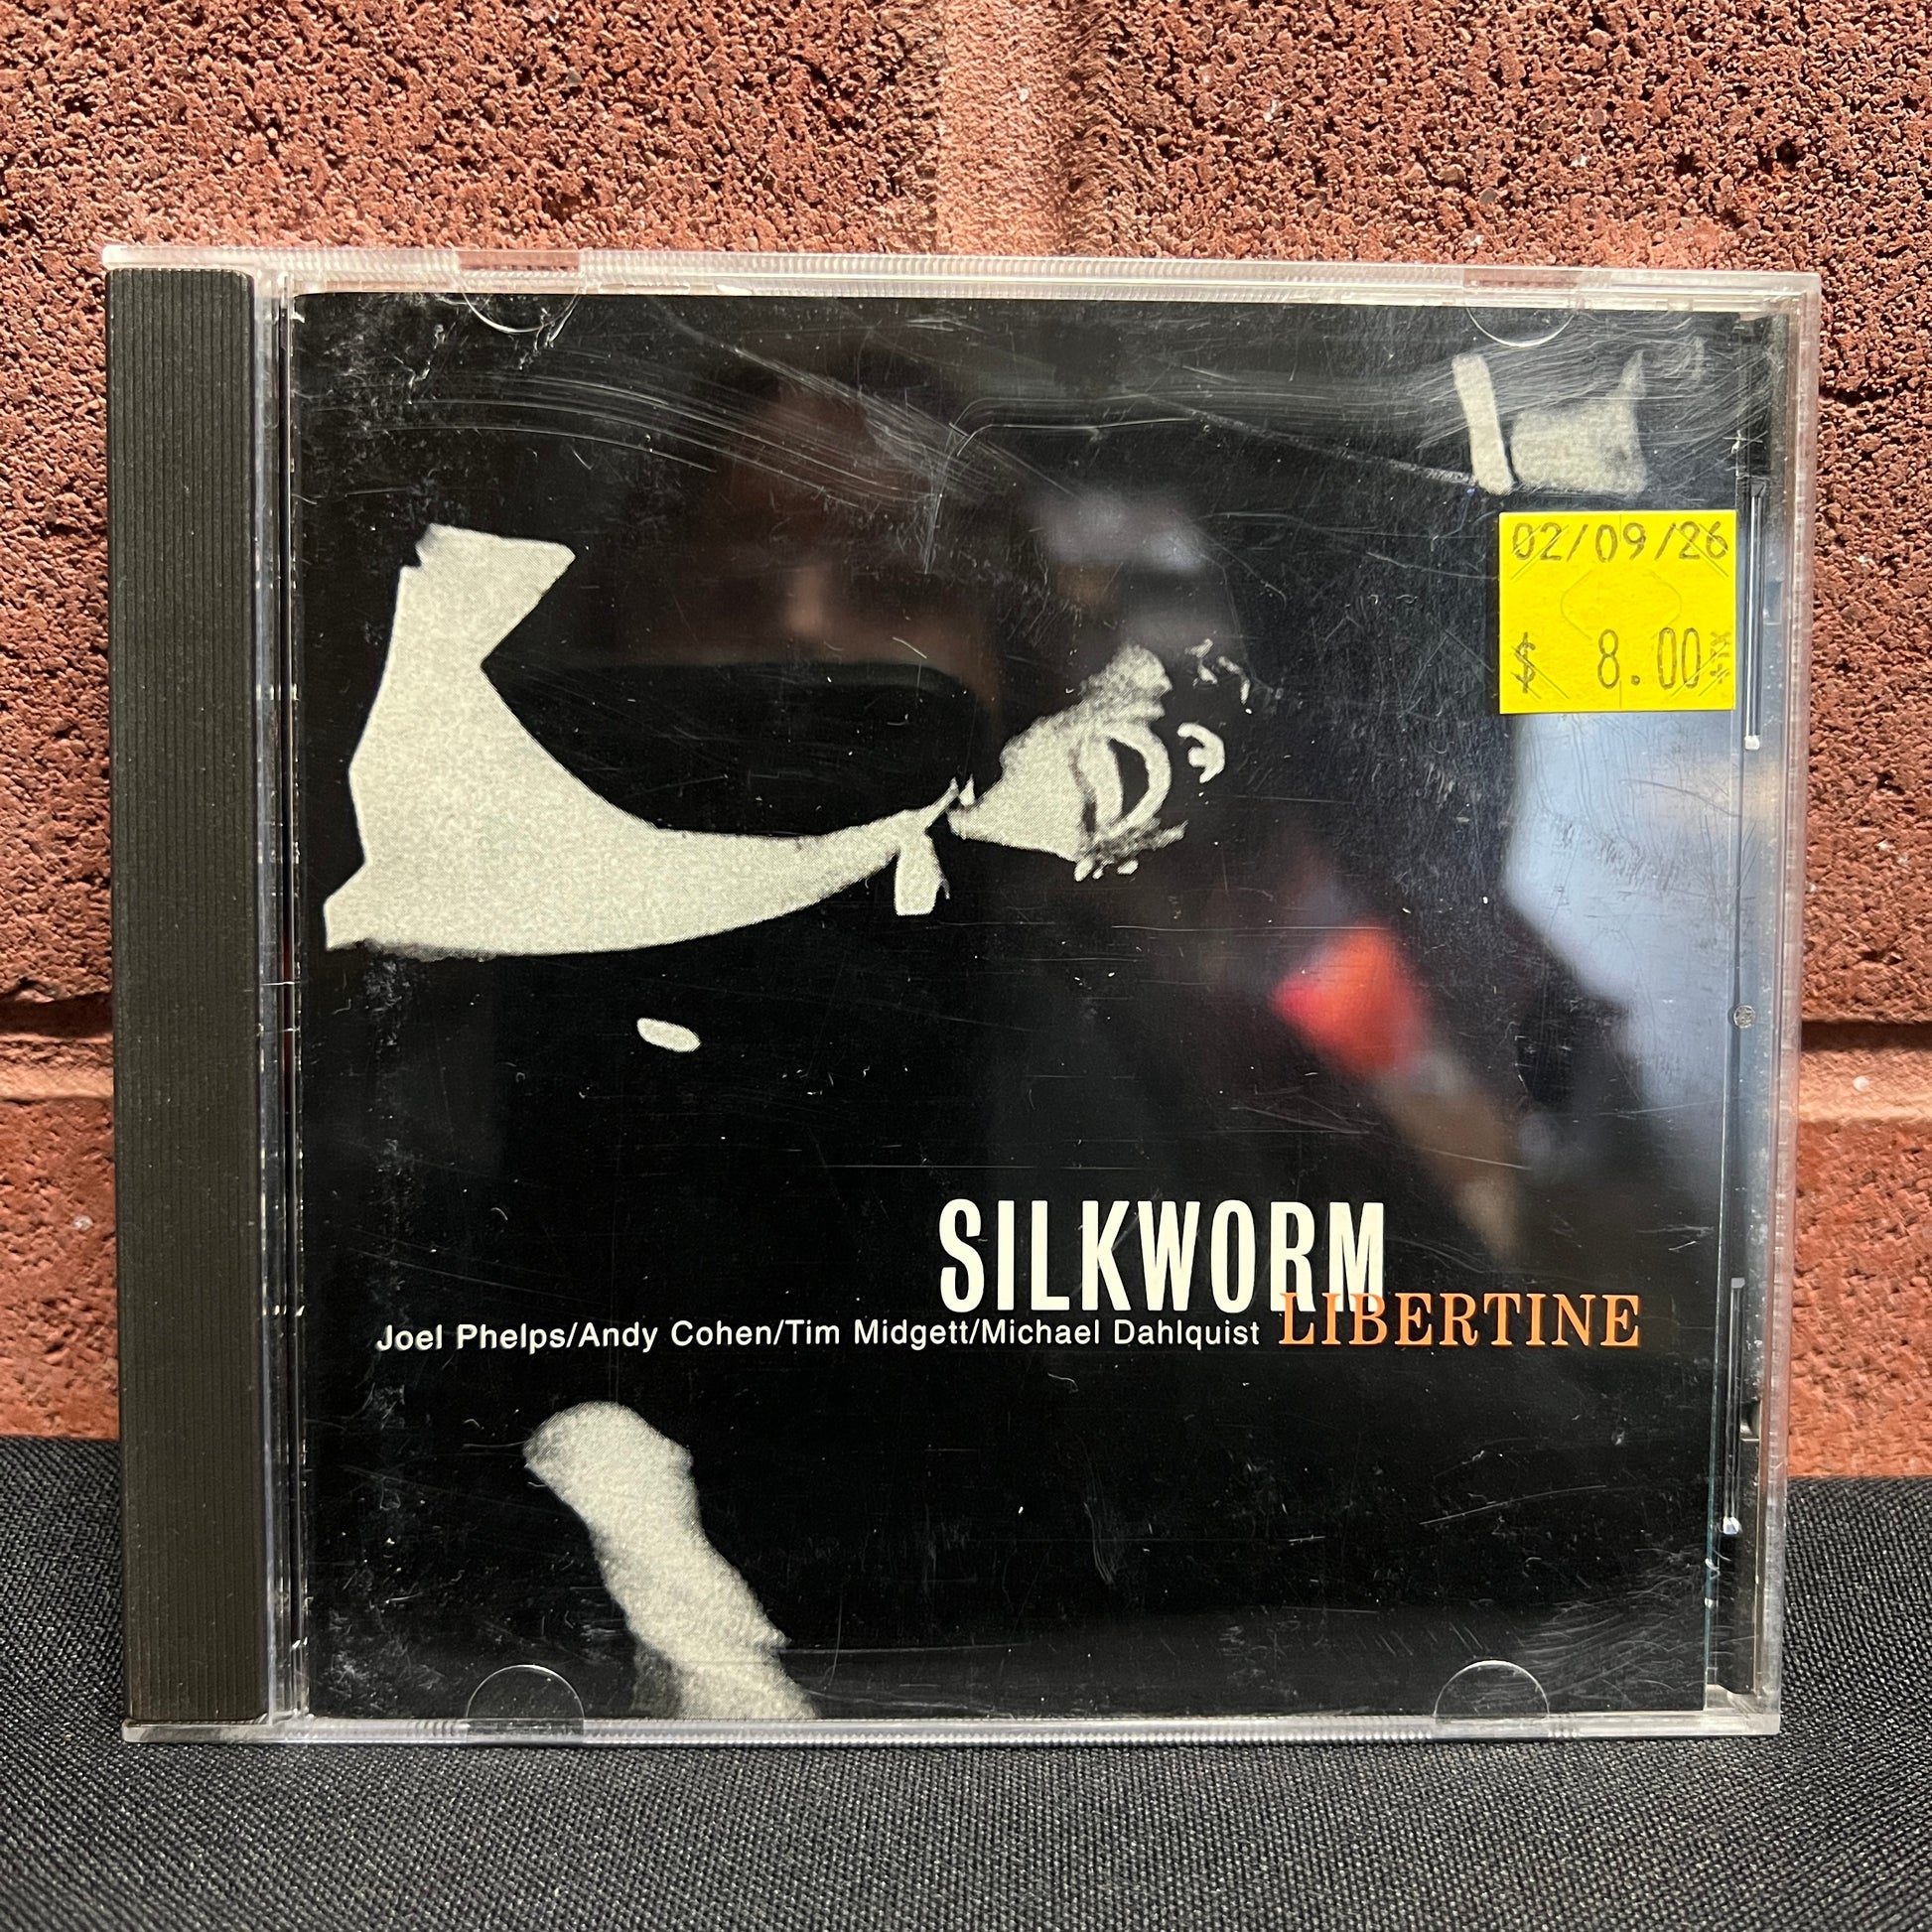 02/09/26
$ 8.00
SILKWORM
LIBERTINE
Joel Phelps/Andy Cohen/Tim Midgett/Michael Dahlquist